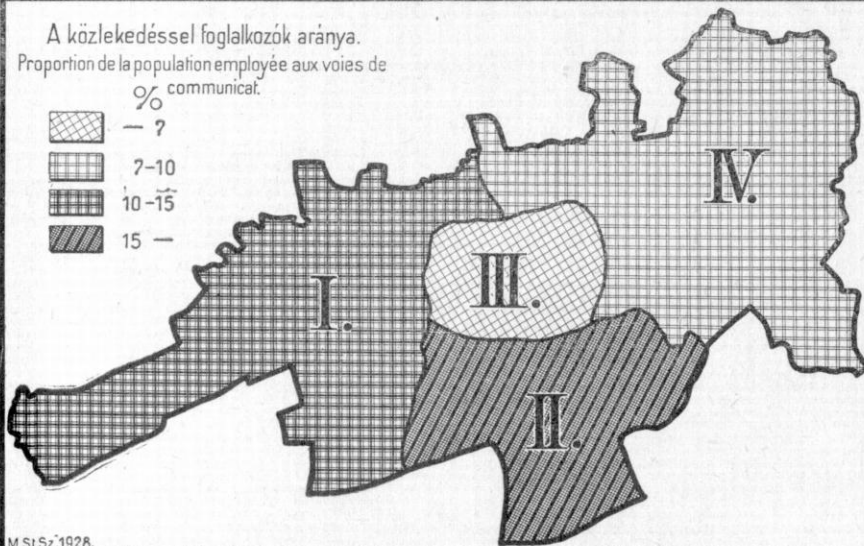 A közlekedéssel foglalkozók aránya.
Proportion de la population employée aux voies de
communicat.
%
— 7
7–10
10–15
15 —
I.
II.
III.
IV.
M.St.Sz. 1928.